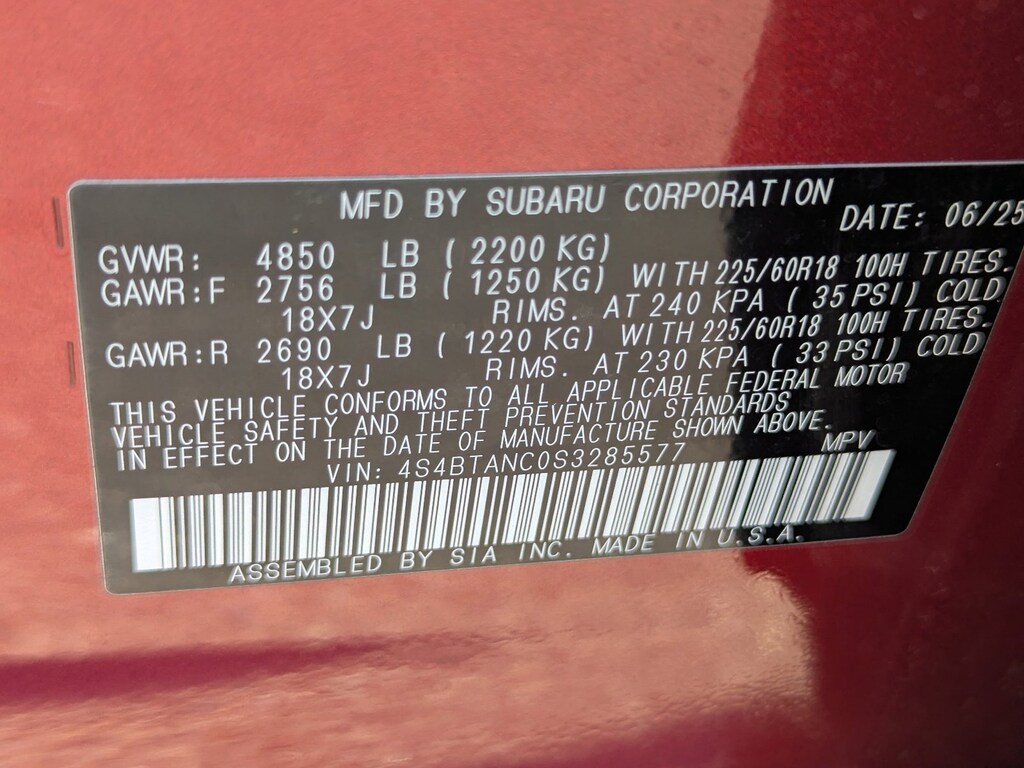 MFD BY SUBARU CORPORATION DATE: 06/25
GVWR: 4850 LB (2200 KG)
GAWR:F 2756 LB (1250 KG) WITH 225/60R18 100H TIRES.
18X7J RIMS. AT 240 KPA (35 PSI) COLD
GAWR:R 2690 LB (1220 KG) WITH 225/60R18 100H TIRES.
18X7J RIMS. AT 230 KPA (33 PSI) COLD
THIS VEHICLE CONFORMS TO ALL APPLICABLE FEDERAL MOTOR
VEHICLE SAFETY AND THEFT PREVENTION STANDARDS
IN EFFECT ON THE DATE OF MANUFACTURE SHOWN ABOVE.
VIN: 4S4BTANC0S3285577 MPV
ASSEMBLED BY SIA INC. MADE IN U.S.A.